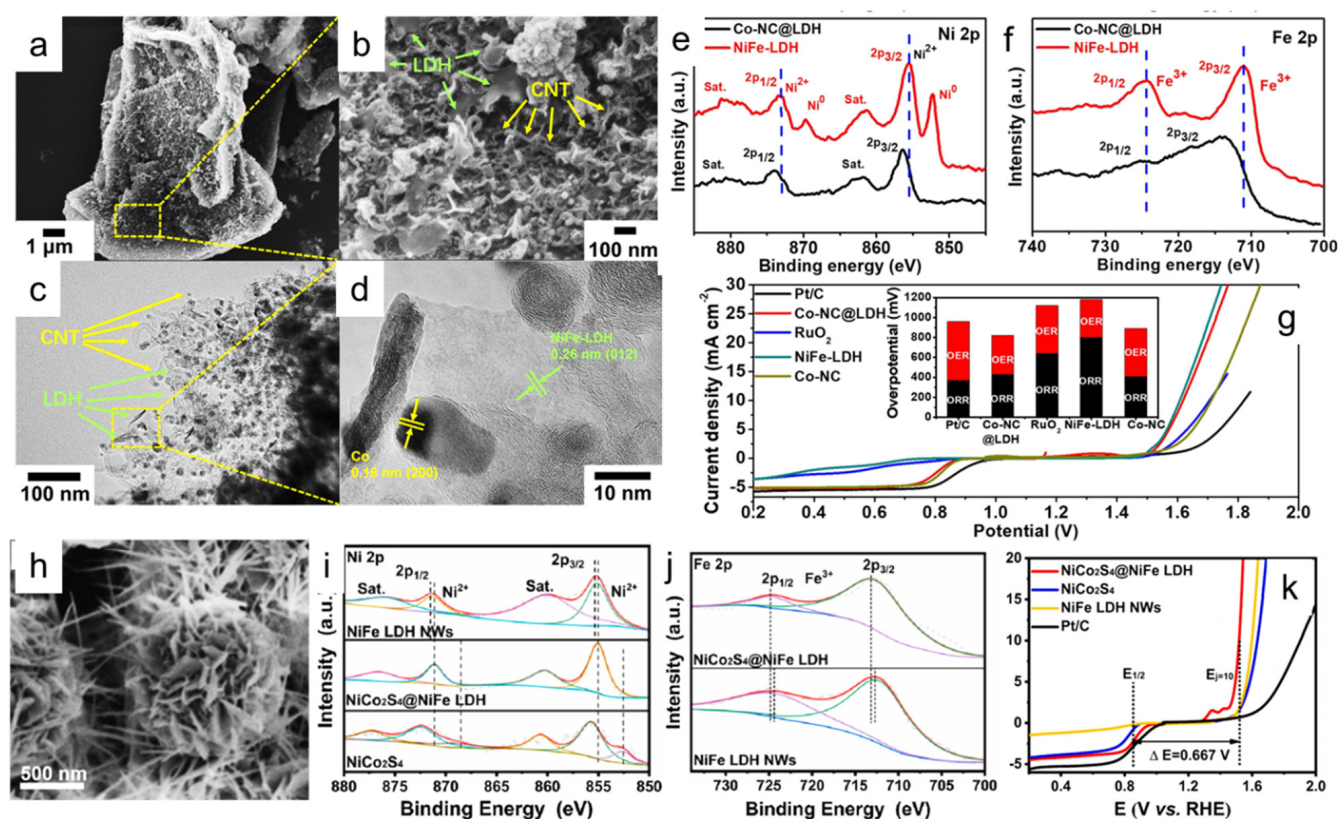 a
1 µm
b
LDH
CNT
100 nm
c
CNT
LDH
100 nm
d
NiFe-LDH
0.26 nm (012)
Co
0.18 nm (200)
10 nm
e
Co-NC@LDH
NiFe-LDH
Ni 2p
2p3/2
Ni2+
2p1/2
Ni2+
Ni0
Sat.
Sat.
Ni0
2p3/2
2p1/2
Sat.
Sat.
Intensity (a.u.)
880 870 860 850
Binding energy (eV)
f
Co-NC@LDH
NiFe-LDH
Fe 2p
2p1/2
Fe3+
2p3/2
Fe3+
2p3/2
2p1/2
Intensity (a.u.)
740 730 720 710 700
Binding energy (eV)
g
Pt/C
Co-NC@LDH
RuO2
NiFe-LDH
Co-NC
30
25
20
15
10
5
0
-5
Current density (mA cm-2)
0.2 0.4 0.6 0.8 1.0 1.2 1.4 1.6 1.8 2.0
Potential (V)
Overpotential (mV)
1200
1000
800
600
400
200
0
OER OER OER OER OER
ORR ORR ORR ORR ORR
Pt/C Co-NC @LDH RuO2 NiFe-LDH Co-NC
h
500 nm
i
Ni 2p
2p3/2
2p1/2
Sat.
Ni2+
Sat.
Ni2+
NiFe LDH NWs
NiCo2S4@NiFe LDH
NiCo2S4
Intensity (a.u.)
880 875 870 865 860 855 850
Binding Energy (eV)
j
Fe 2p
2p1/2
Fe3+
2p3/2
NiCo2S4@NiFe LDH
NiFe LDH NWs
Intensity (a.u.)
725 720 715 710 705 700
Binding Energy (eV)
k
NiCo2S4@NiFe LDH
NiCo2S4
NiFe LDH NWs
Pt/C
20
15
10
5
0
-5
E1/2
Ej=10
Δ E=0.667 V
0.4 0.8 1.2 1.6 2.0
E (V vs. RHE)